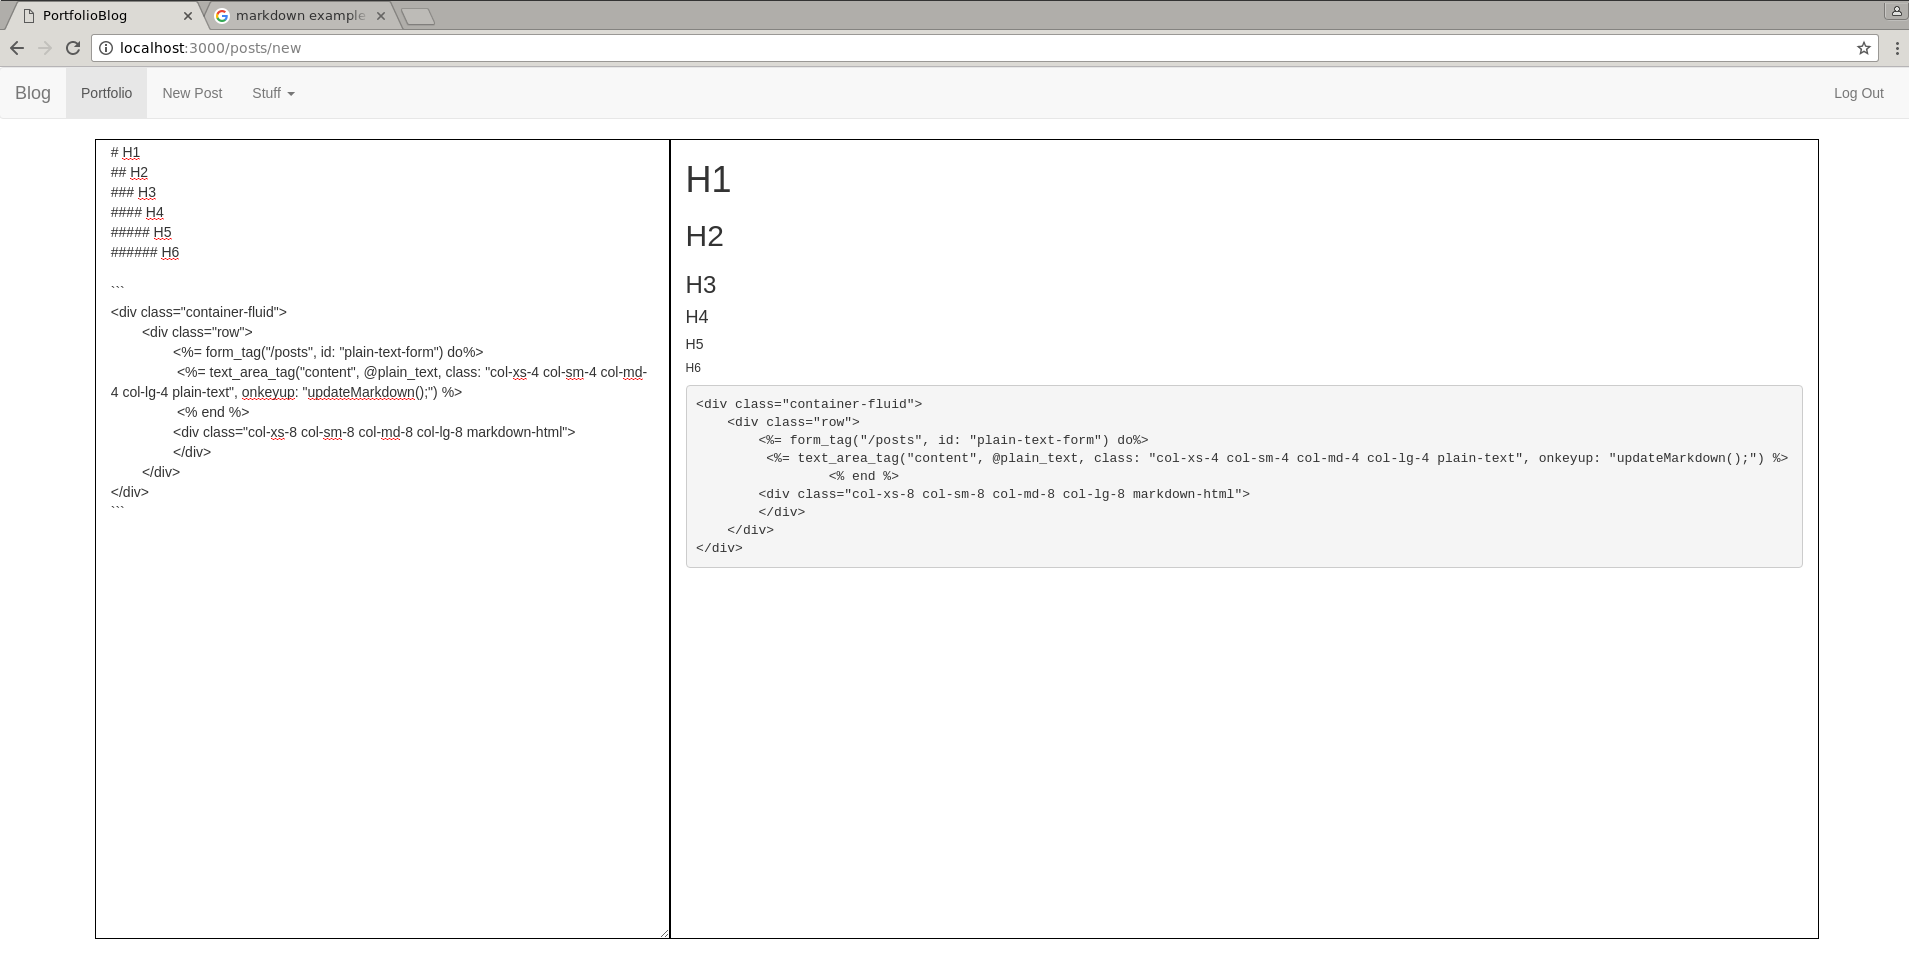 PortfolioBlog
markdown example
localhost:3000/posts/new
Blog Portfolio New Post Stuff Log Out
# H1
## H2
### H3
#### H4
##### H5
###### H6
```
<div class="container-fluid">
<div class="row">
<%= form_tag("/posts", id: "plain-text-form") do%>
<%= text_area_tag("content", @plain_text, class: "col-xs-4 col-sm-4 col-md-
4 col-lg-4 plain-text", onkeyup: "updateMarkdown();") %>
<% end %>
<div class="col-xs-8 col-sm-8 col-md-8 col-lg-8 markdown-html">
</div>
</div>
</div>
```
H1
H2
H3
H4
H5
H6
<div class="container-fluid">
<div class="row">
<%= form_tag("/posts", id: "plain-text-form") do%>
<%= text_area_tag("content", @plain_text, class: "col-xs-4 col-sm-4 col-md-4 col-lg-4 plain-text", onkeyup: "updateMarkdown();") %>
<% end %>
<div class="col-xs-8 col-sm-8 col-md-8 col-lg-8 markdown-html">
</div>
</div>
</div>